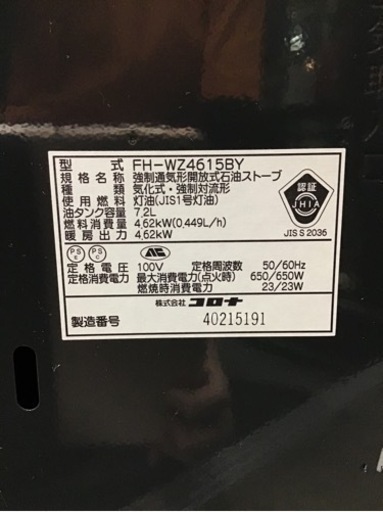 型式 FH-WZ4615BY
規格名称 強制通気形開放式石油ストーブ
種類 気化式・強制対流形
使用燃料 灯油(JIS1号灯油)
油タンク容量 7.2L
燃料消費量 4.62kW(0.449L/h)
暖房出力 4.62kW
認証
JHIA
JIS S 2036
PS E
PS C
定格電圧 100V 定格周波数 50/60Hz
定格消費電力 最大消費電力(点火時) 650/650W
燃焼時消費電力 23/23W
株式会社 コロナ
製造番号 40215191